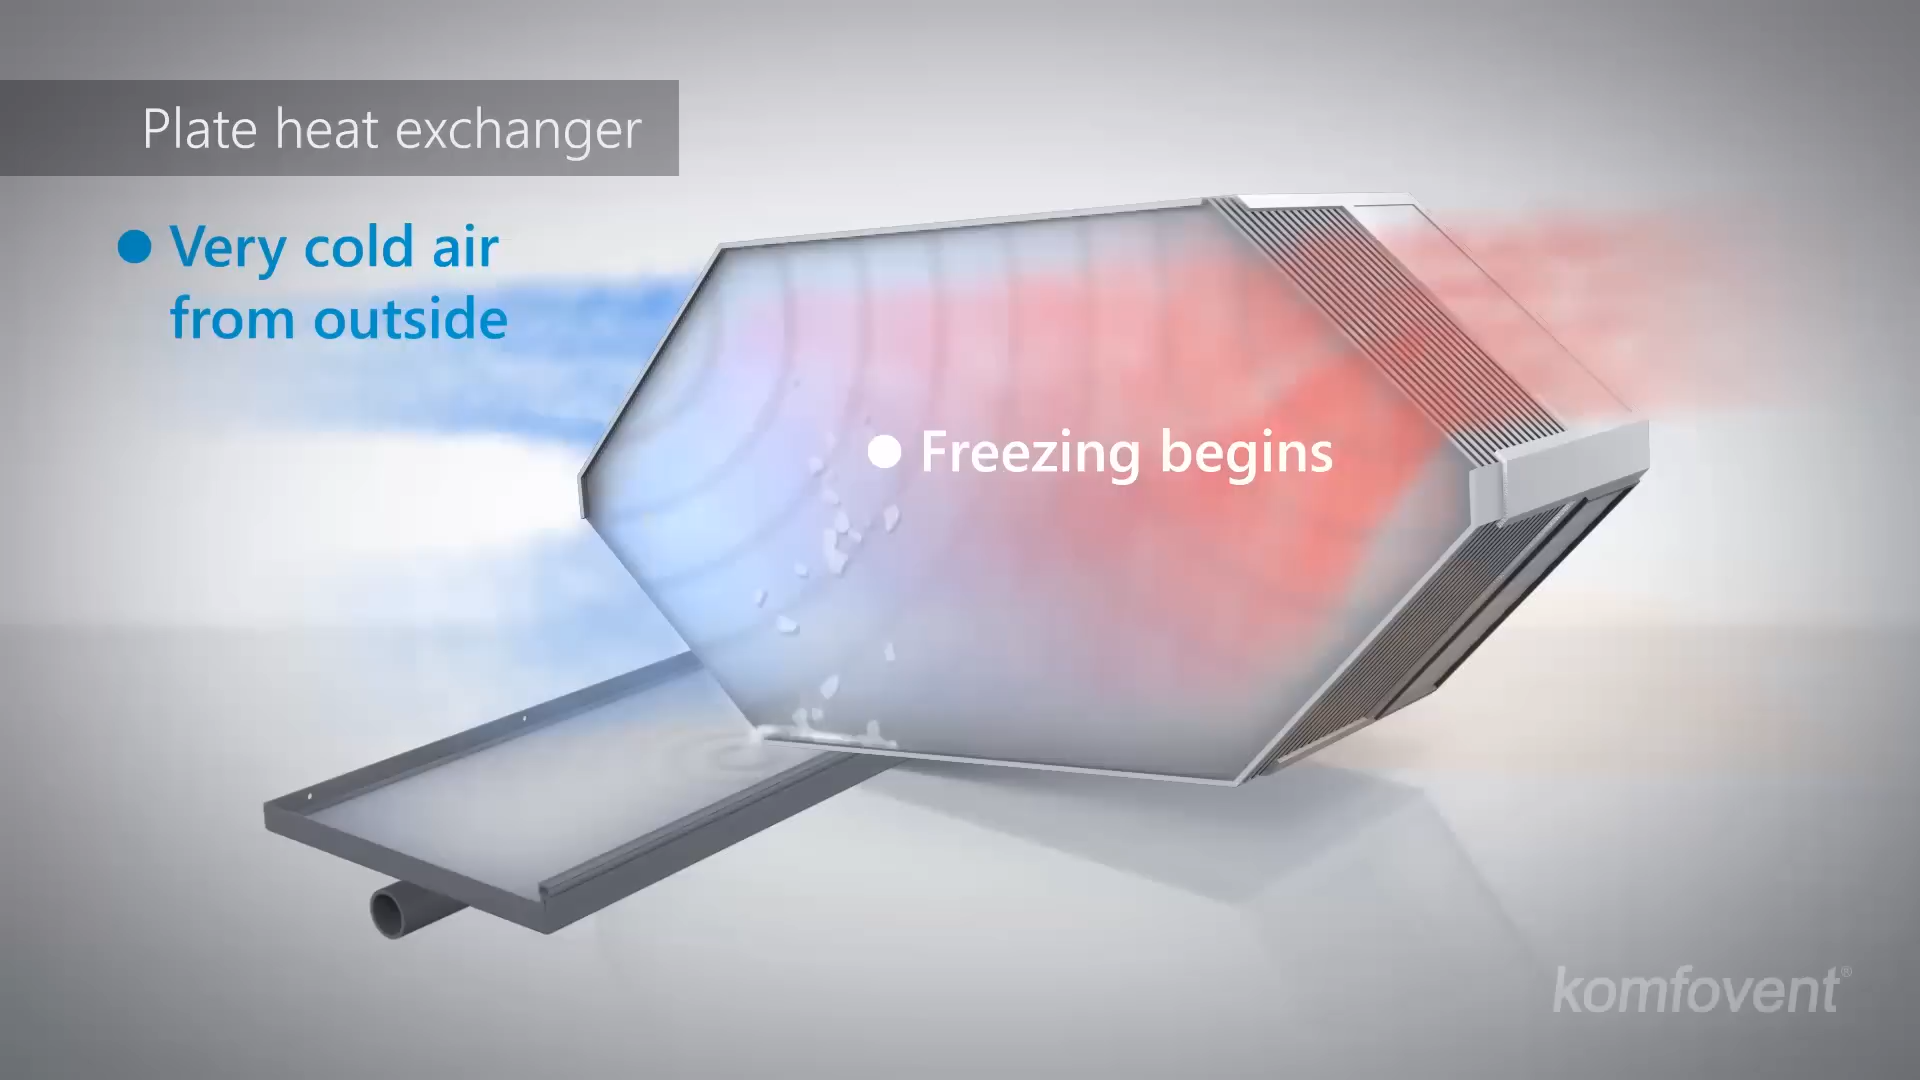 Plate heat exchanger
Very cold air
from outside
Freezing begins
komfovent®